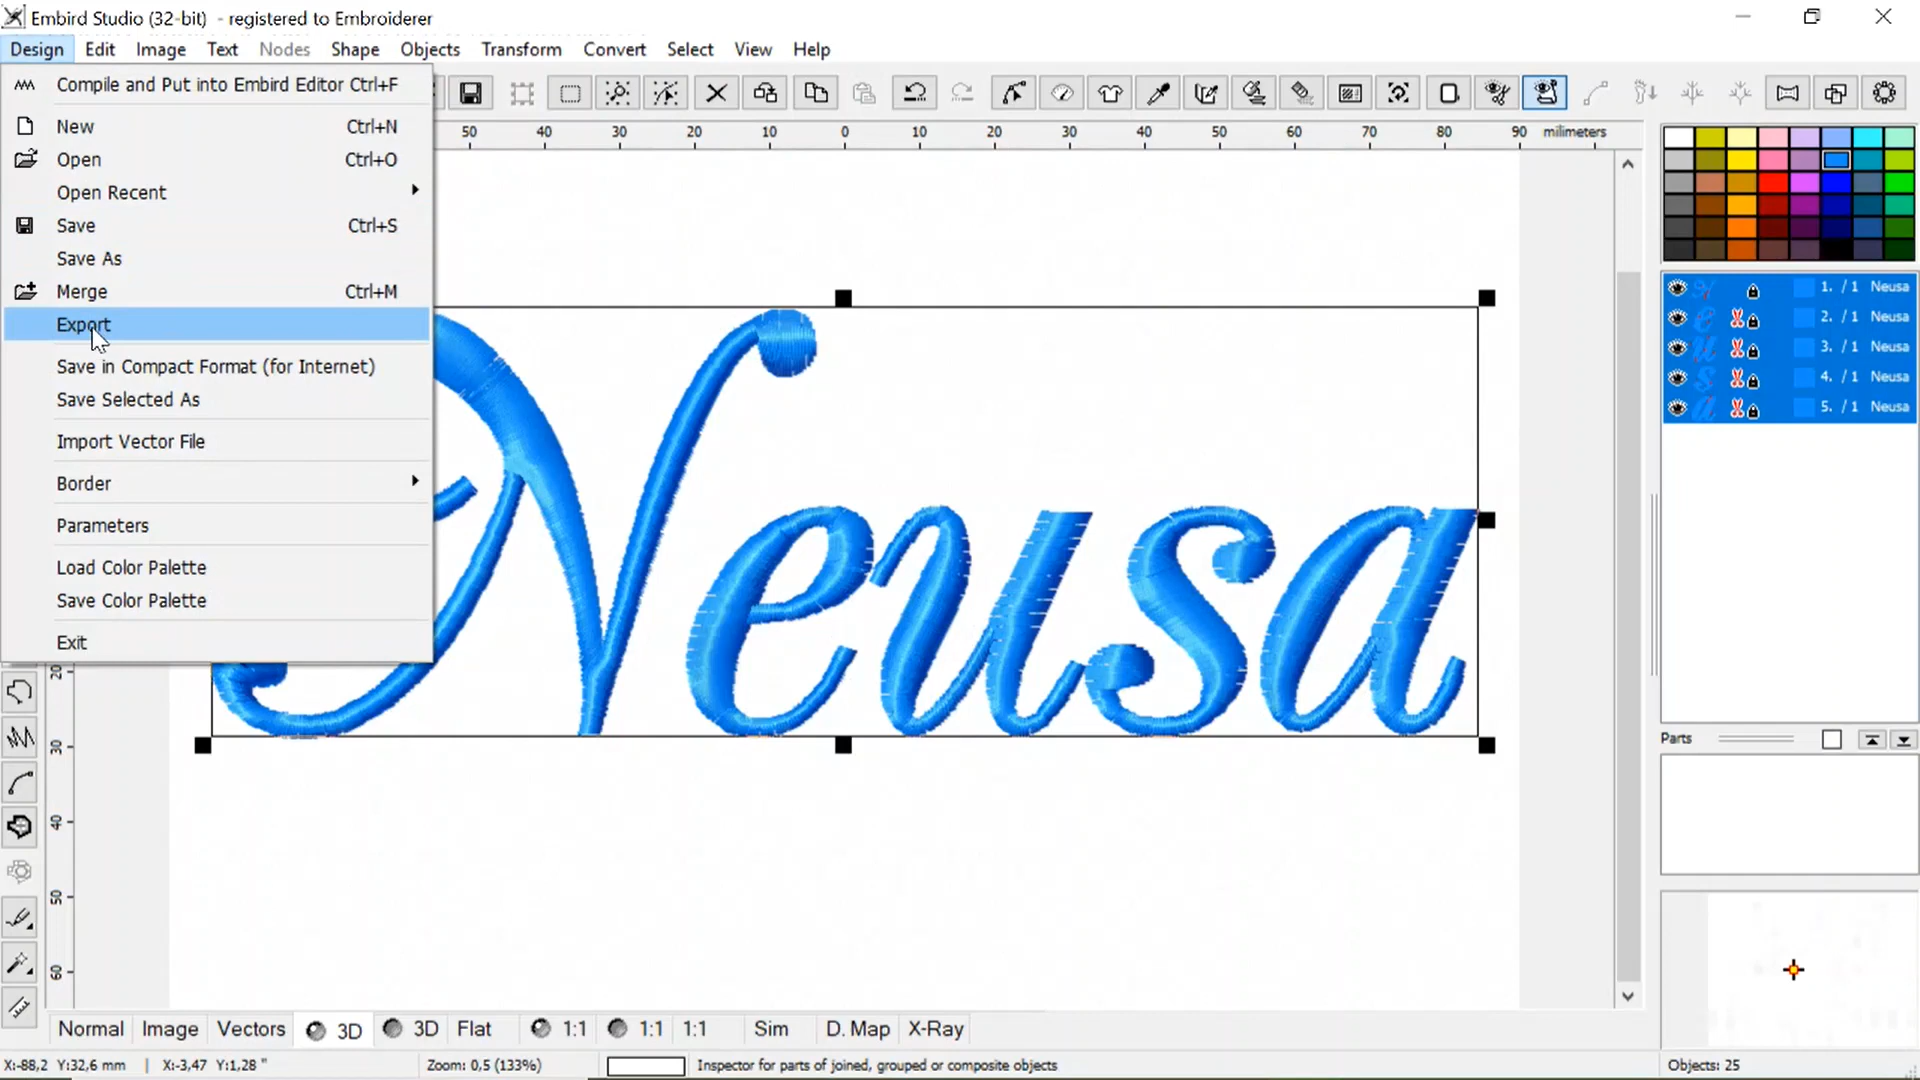 Embird Studio (32-bit) - registered to Embroiderer
Design Edit Image Text Nodes Shape Objects Transform Convert Select View Help
Compile and Put into Embird Editor Ctrl+F
New Ctrl+N
Open Ctrl+O
Open Recent
Save Ctrl+S
Save As
Merge Ctrl+M
Export
Save in Compact Format (for Internet)
Save Selected As
Import Vector File
Border
Parameters
Load Color Palette
Save Color Palette
Exit
50 40 30 20 10 0 10 20 30 40 50 60 70 80 90 milimeters
Neusa
1. / 1 Neusa
2. / 1 Neusa
3. / 1 Neusa
4. / 1 Neusa
5. / 1 Neusa
Parts
20
30
40
50
60
Normal Image Vectors 3D 3D Flat 1:1 1:1 1:1 Sim D. Map X-Ray
X:-88,2 Y:32,6 mm X:-3,47 Y:1,28 " Zoom: 0,5 (133%) Inspector for parts of joined, grouped or composite objects Objects: 25